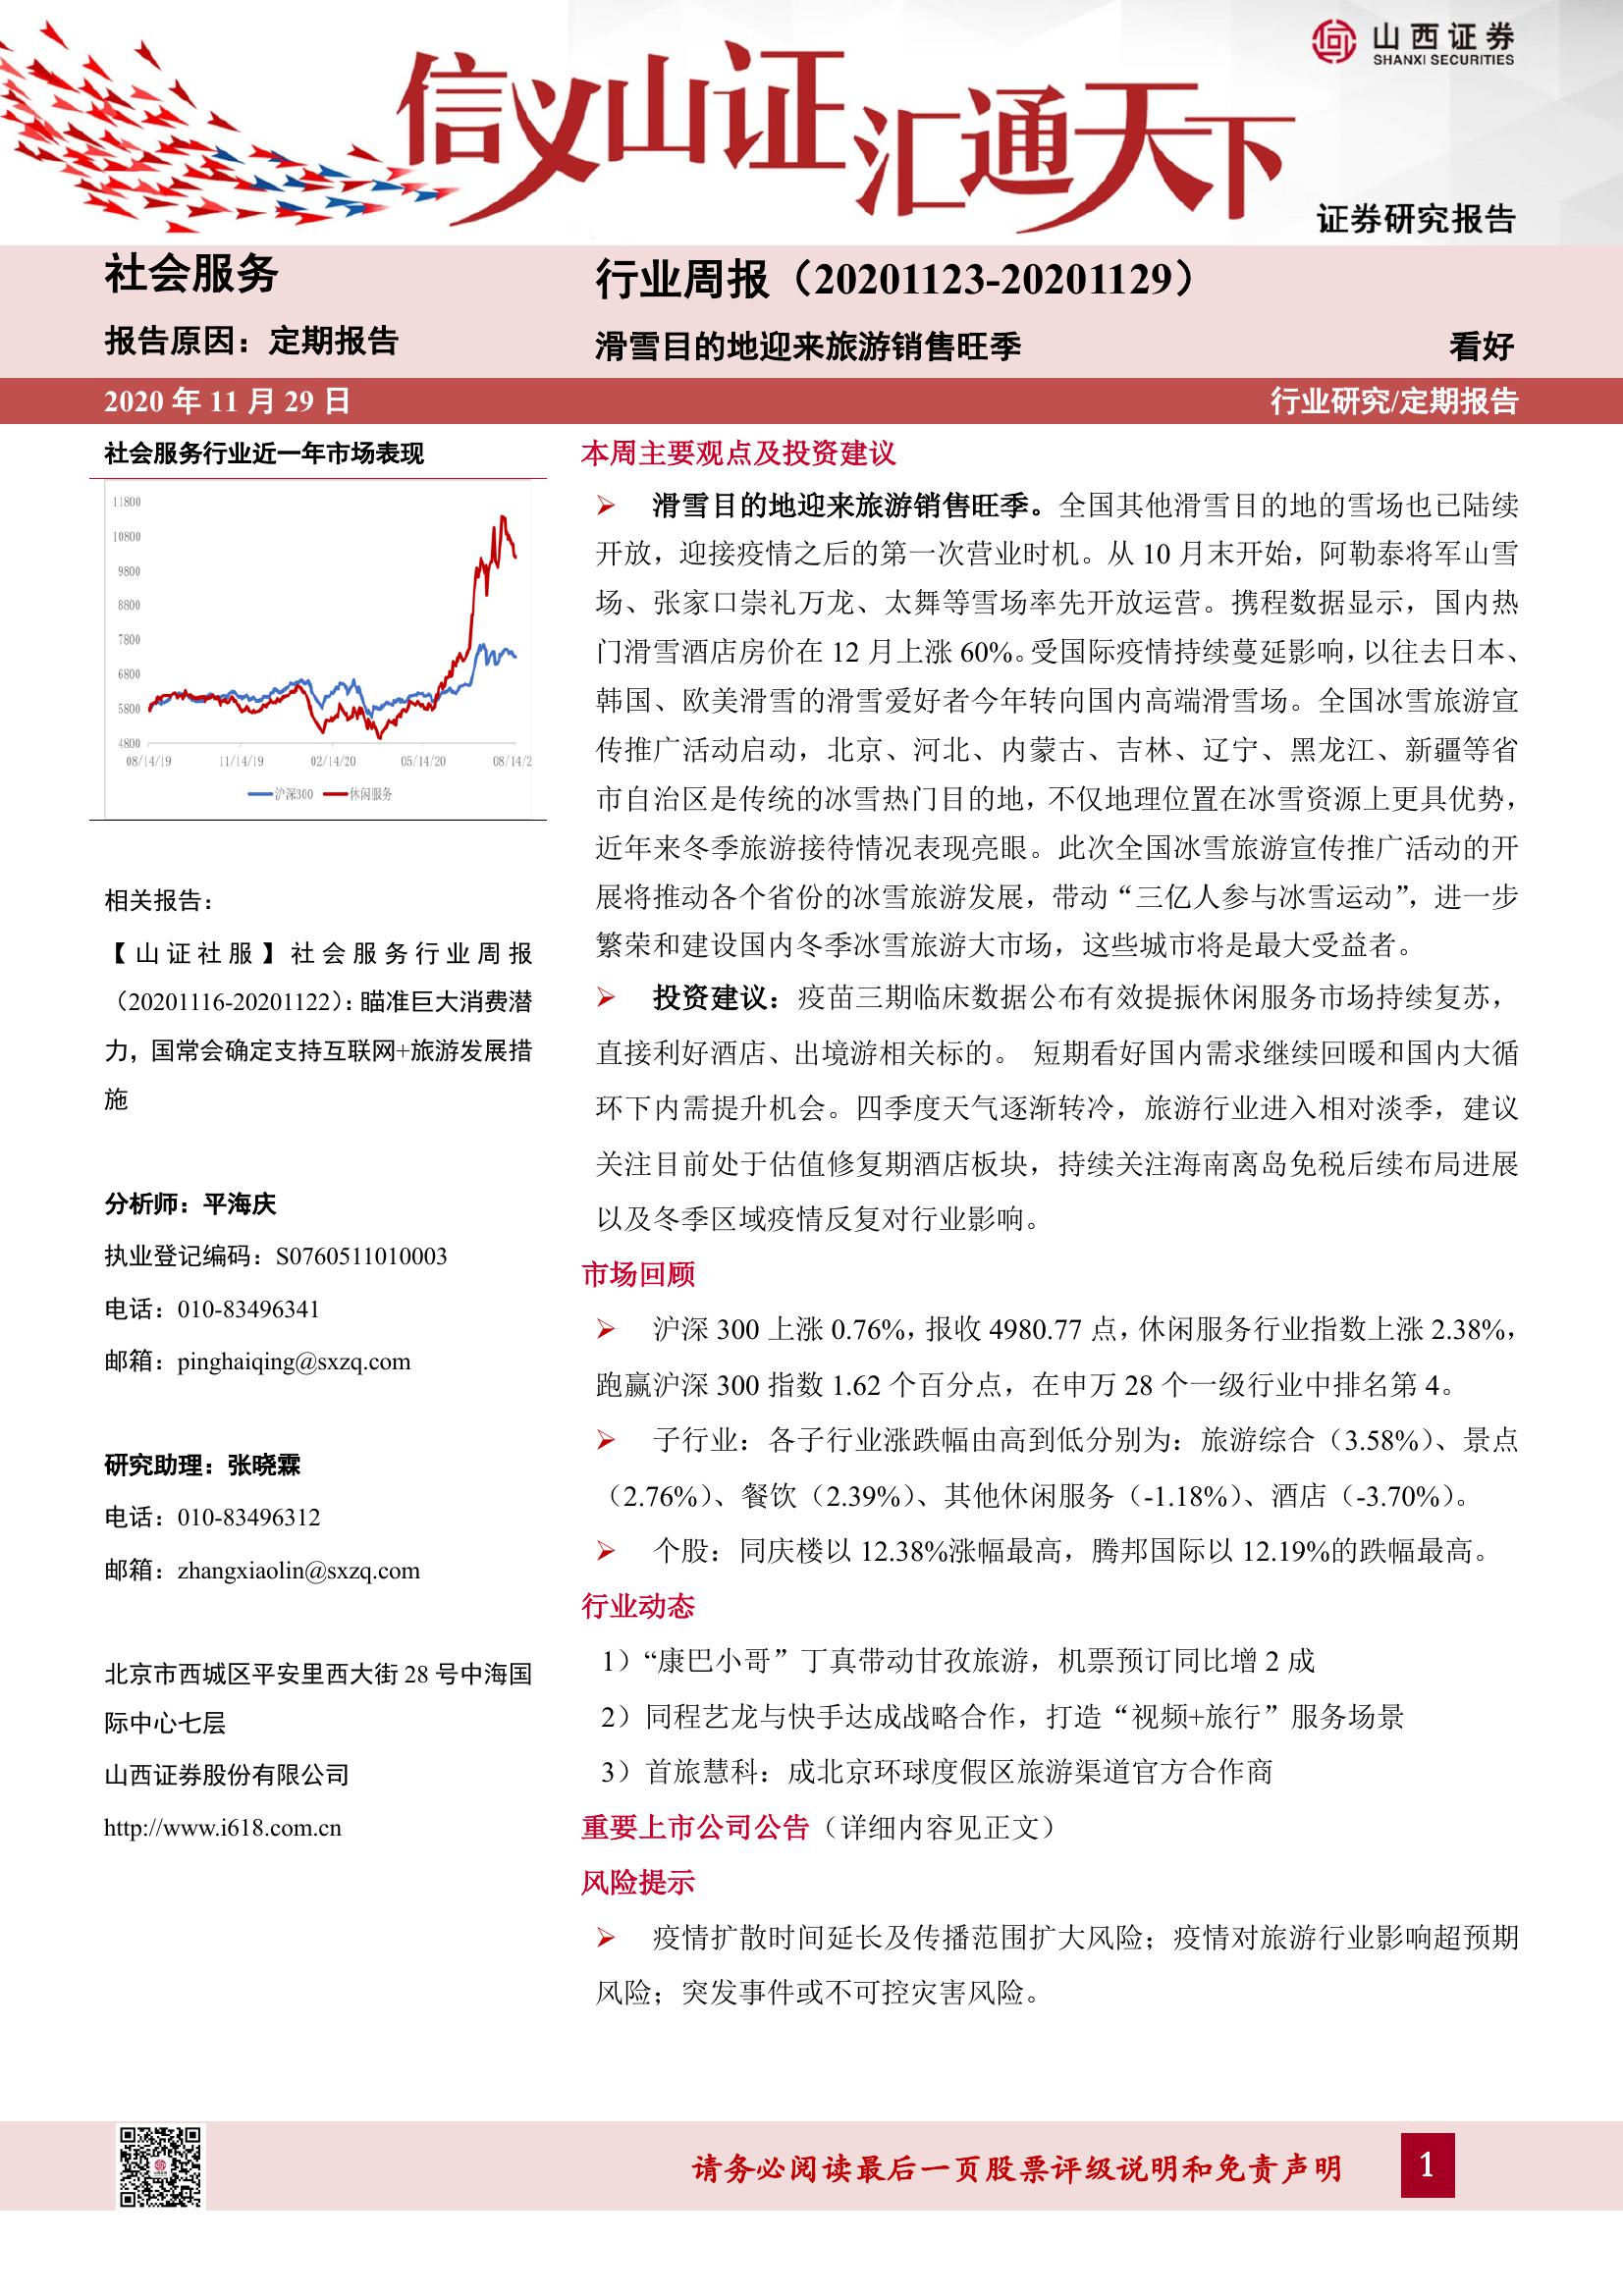 信义山证汇通天下
山西证券
SHANXI SECURITIES
证券研究报告
社会服务
报告原因：定期报告
行业周报（20201123-20201129）
滑雪目的地迎来旅游销售旺季
看好
2020 年 11 月 29 日
行业研究/定期报告
社会服务行业近一年市场表现
11800
10800
9800
8800
7800
6800
5800
4800
08/14/19 11/14/19 02/14/20 05/14/20 08/14/2
沪深300 休闲服务
相关报告：
【山证社服】社会服务行业周报
（20201116-20201122）：瞄准巨大消费潜
力，国常会确定支持互联网+旅游发展措
施
分析师：平海庆
执业登记编码：S0760511010003
电话：010-83496341
邮箱：pinghaiqing@sxzq.com
研究助理：张晓霖
电话：010-83496312
邮箱：zhangxiaolin@sxzq.com
北京市西城区平安里西大街 28 号中海国
际中心七层
山西证券股份有限公司
http://www.i618.com.cn
本周主要观点及投资建议
➢ 滑雪目的地迎来旅游销售旺季。全国其他滑雪目的地的雪场也已陆续
开放，迎接疫情之后的第一次营业时机。从 10 月末开始，阿勒泰将军山雪
场、张家口崇礼万龙、太舞等雪场率先开放运营。携程数据显示，国内热
门滑雪酒店房价在 12 月上涨 60%。受国际疫情持续蔓延影响，以往去日本、
韩国、欧美滑雪的滑雪爱好者今年转向国内高端滑雪场。全国冰雪旅游宣
传推广活动启动，北京、河北、内蒙古、吉林、辽宁、黑龙江、新疆等省
市自治区是传统的冰雪热门目的地，不仅地理位置在冰雪资源上更具优势，
近年来冬季旅游接待情况表现亮眼。此次全国冰雪旅游宣传推广活动的开
展将推动各个省份的冰雪旅游发展，带动“三亿人参与冰雪运动”，进一步
繁荣和建设国内冬季冰雪旅游大市场，这些城市将是最大受益者。
➢ 投资建议：疫苗三期临床数据公布有效提振休闲服务市场持续复苏，
直接利好酒店、出境游相关标的。 短期看好国内需求继续回暖和国内大循
环下内需提升机会。四季度天气逐渐转冷，旅游行业进入相对淡季，建议
关注目前处于估值修复期酒店板块，持续关注海南离岛免税后续布局进展
以及冬季区域疫情反复对行业影响。
市场回顾
➢ 沪深 300 上涨 0.76%，报收 4980.77 点，休闲服务行业指数上涨 2.38%，
跑赢沪深 300 指数 1.62 个百分点，在申万 28 个一级行业中排名第 4。
➢ 子行业：各子行业涨跌幅由高到低分别为：旅游综合（3.58%）、景点
（2.76%）、餐饮（2.39%）、其他休闲服务（-1.18%）、酒店（-3.70%）。
➢ 个股：同庆楼以 12.38%涨幅最高，腾邦国际以 12.19%的跌幅最高。
行业动态
1）“康巴小哥”丁真带动甘孜旅游，机票预订同比增 2 成
2）同程艺龙与快手达成战略合作，打造“视频+旅行”服务场景
3）首旅慧科：成北京环球度假区旅游渠道官方合作商
重要上市公司公告（详细内容见正文）
风险提示
➢ 疫情扩散时间延长及传播范围扩大风险；疫情对旅游行业影响超预期
风险；突发事件或不可控灾害风险。
请务必阅读最后一页股票评级说明和免责声明
1